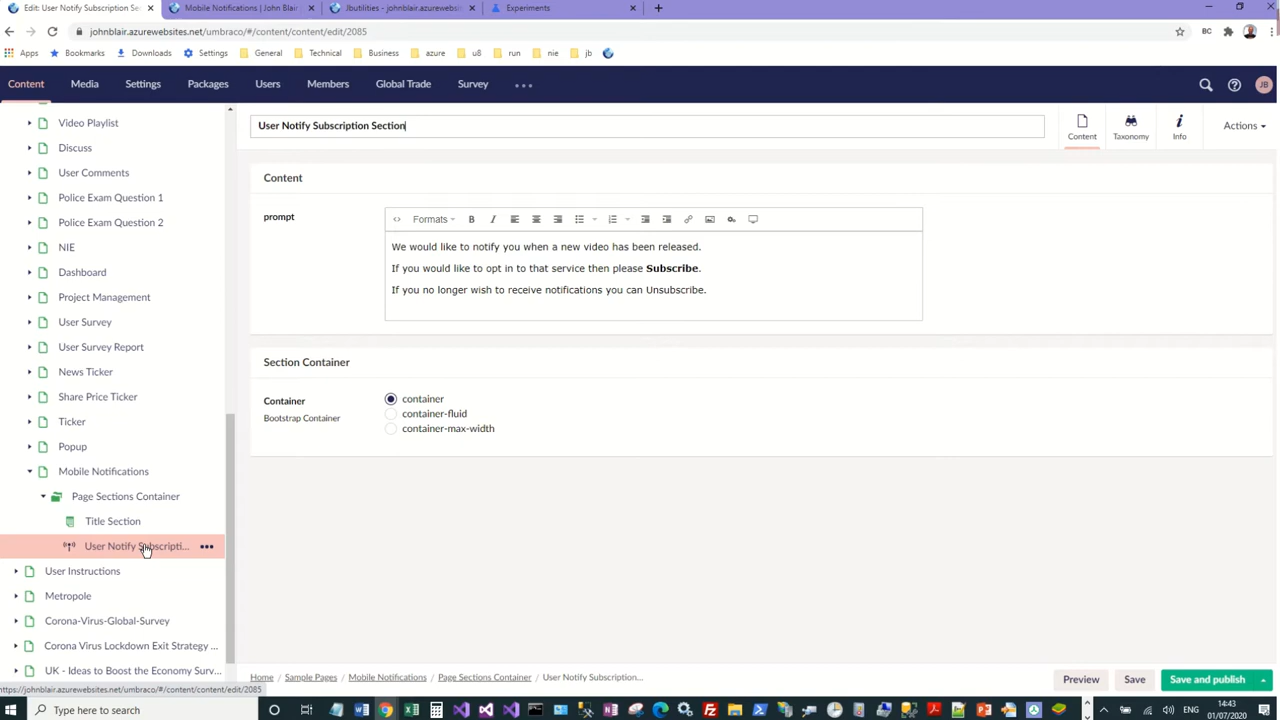 Edit: User Notify Subscription Se
Mobile Notifications | John Blair
Jbutilities - johnblair.azurewebsit
Experiments
johnblair.azurewebsites.net/umbraco/#/content/content/edit/2085
BC
Apps
Bookmarks
Downloads
Settings
General
Technical
Business
azure
u8
run
nie
jb
Content
Media
Settings
Packages
Users
Members
Global Trade
Survey
JB
Video Playlist
Discuss
User Comments
Police Exam Question 1
Police Exam Question 2
NIE
Dashboard
Project Management
User Survey
User Survey Report
News Ticker
Share Price Ticker
Ticker
Popup
Mobile Notifications
Page Sections Container
Title Section
User Notify Subscripti...
User Instructions
Metropole
Corona-Virus-Global-Survey
Corona Virus Lockdown Exit Strategy ...
UK - Ideas to Boost the Economy Surv...
https://johnblair.azurewebsites.net/umbraco/#/content/content/edit/2085
User Notify Subscription Section
Content
Taxonomy
Info
Actions
Content
prompt
Formats
B
I
We would like to notify you when a new video has been released.
If you would like to opt in to that service then please Subscribe.
If you no longer wish to receive notifications you can Unsubscribe.
Section Container
Container
Bootstrap Container
container
container-fluid
container-max-width
Home / Sample Pages / Mobile Notifications / Page Sections Container / User Notify Subscription...
Preview
Save
Save and publish
Type here to search
14:43
01/07/2020